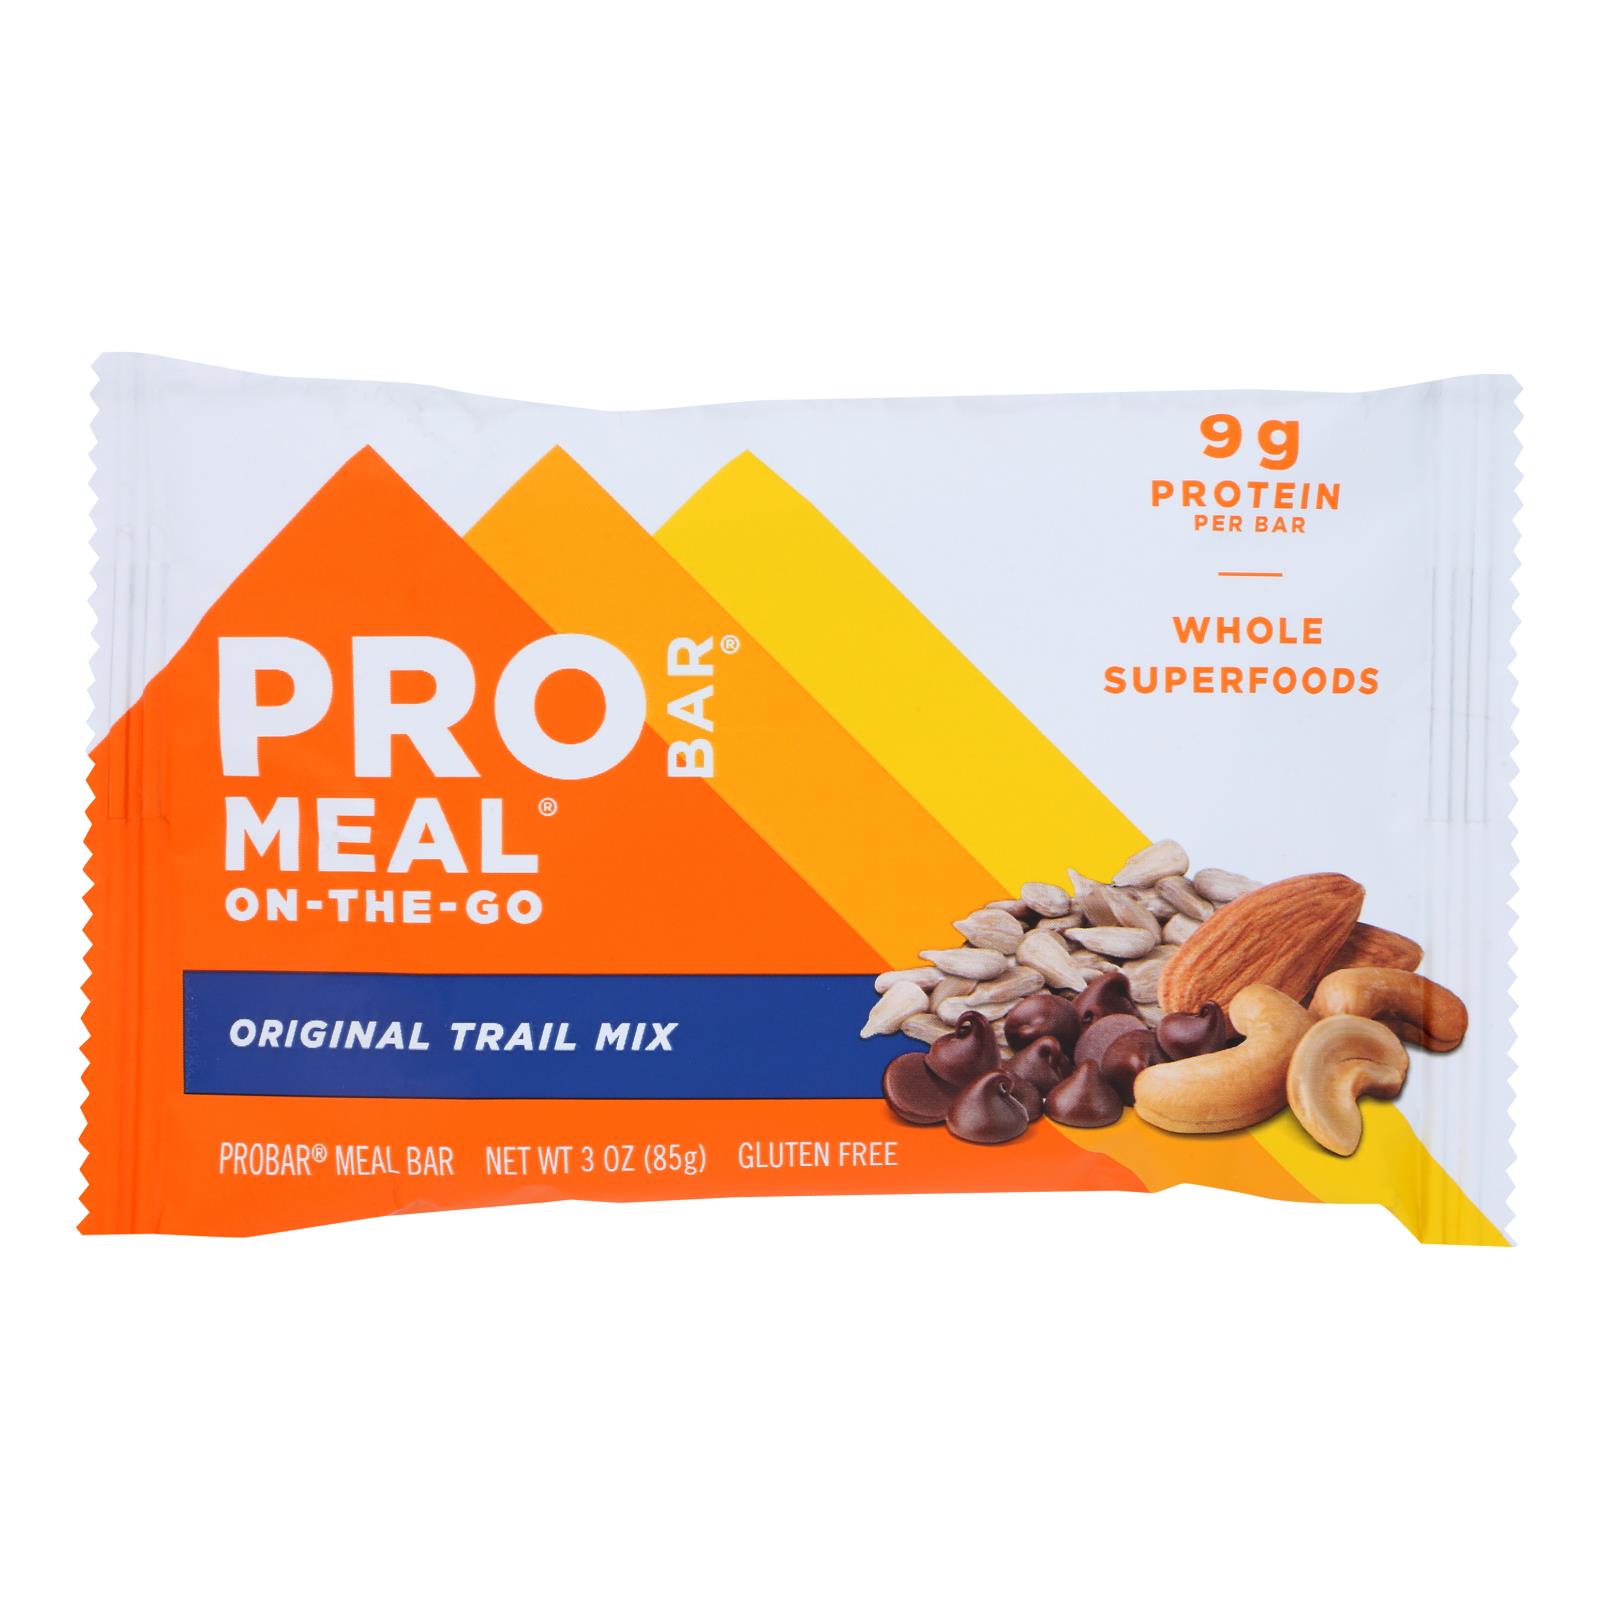 PRO BAR®
MEAL®
ON-THE-GO
ORIGINAL TRAIL MIX
PROBAR® MEAL BAR NET WT 3 OZ (85g) GLUTEN FREE
9g
PROTEIN
PER BAR
WHOLE
SUPERFOODS